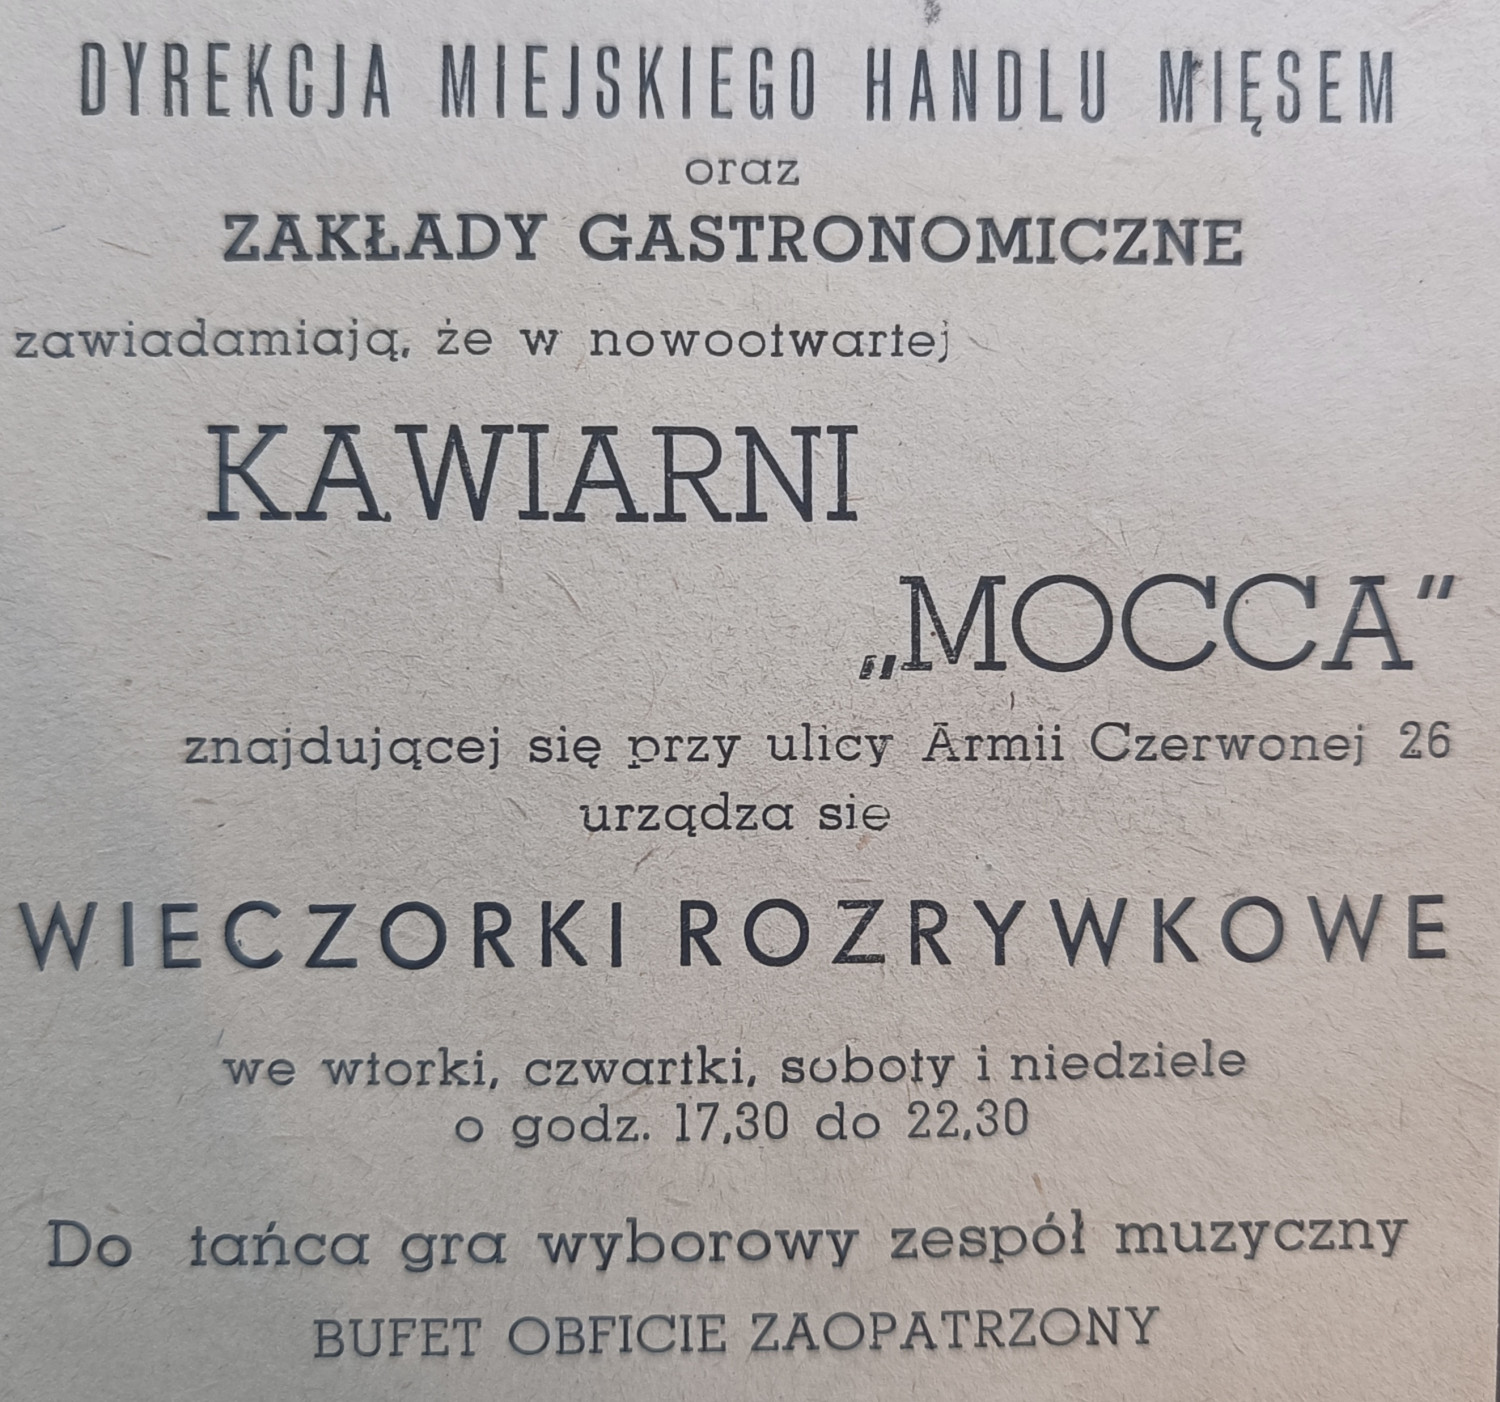 DYREKCJA MIEJSKIEGO HANDLU MIĘSEM
oraz
ZAKŁADY GASTRONOMICZNE
zawiadamiają, że w nowootwartej
KAWIARNI
„MOCCA"
znajdującej się przy ulicy Armii Czerwonej 26
urządza sie
WIECZORKI ROZRYWKOWE
we wtorki, czwartki, soboty i niedziele
o godz. 17,30 do 22,30
Do tańca gra wyborowy zespół muzyczny
BUFET OBFICIE ZAOPATRZONY